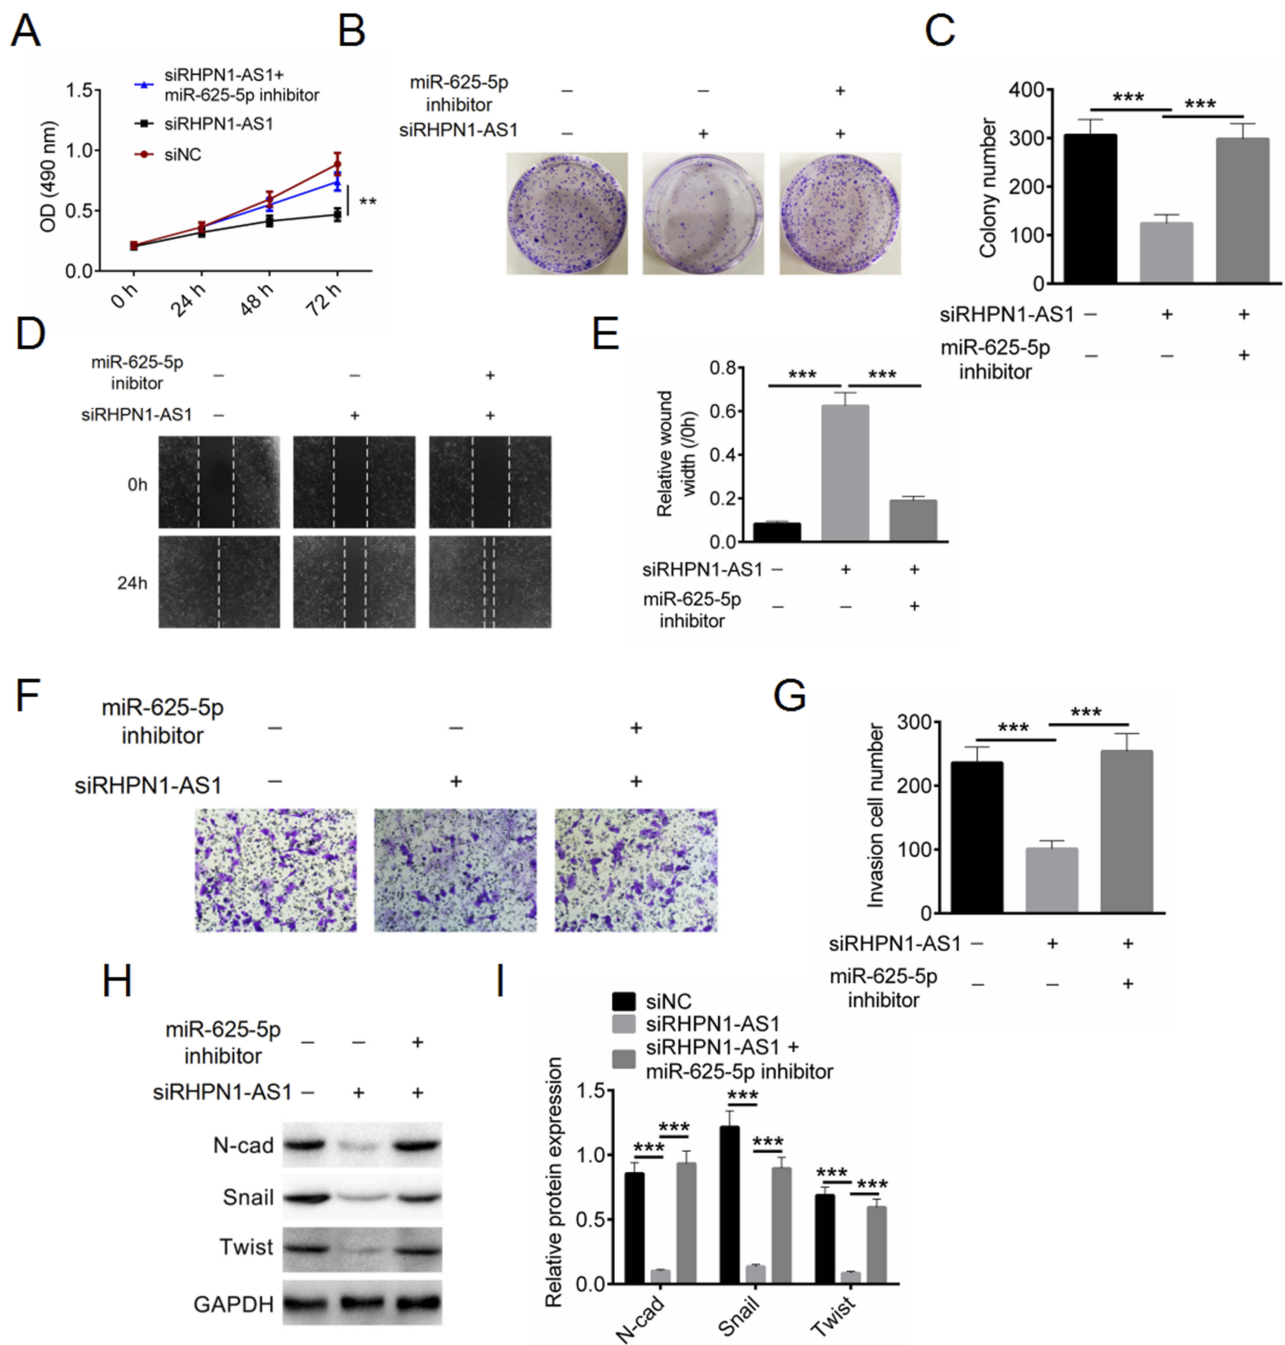 A
siRHPN1-AS1+
miR-625-5p inhibitor
siRHPN1-AS1
siNC
OD (490 nm)
1.5
1.0
0.5
0.0
**
0 h
24 h
48 h
72 h
B
miR-625-5p
inhibitor
– – +
siRHPN1-AS1
– + +
C
Colony number
400
300
200
100
0
*** ***
siRHPN1-AS1 – + +
miR-625-5p
inhibitor
– – +
D
miR-625-5p
inibitor
– – +
siRHPN1-AS1 – + +
0h
24h
E
Relative wound
width (/0h)
0.8
0.6
0.4
0.2
0.0
*** ***
siRHPN1-AS1 – + +
miR-625-5p
inhibitor
– – +
F
miR-625-5p
inhibitor
– – +
siRHPN1-AS1 – + +
G
Invasion cell number
300
200
100
0
*** ***
siRHPN1-AS1 – + +
miR-625-5p
inhibitor
– – +
H
miR-625-5p
inhibitor
– – +
siRHPN1-AS1 – + +
N-cad
Snail
Twist
GAPDH
I
siNC
siRHPN1-AS1
siRHPN1-AS1 +
miR-625-5p inhibitor
Relative protein expression
1.5
1.0
0.5
0.0
*** ***
*** ***
*** ***
N-cad
Snail
Twist